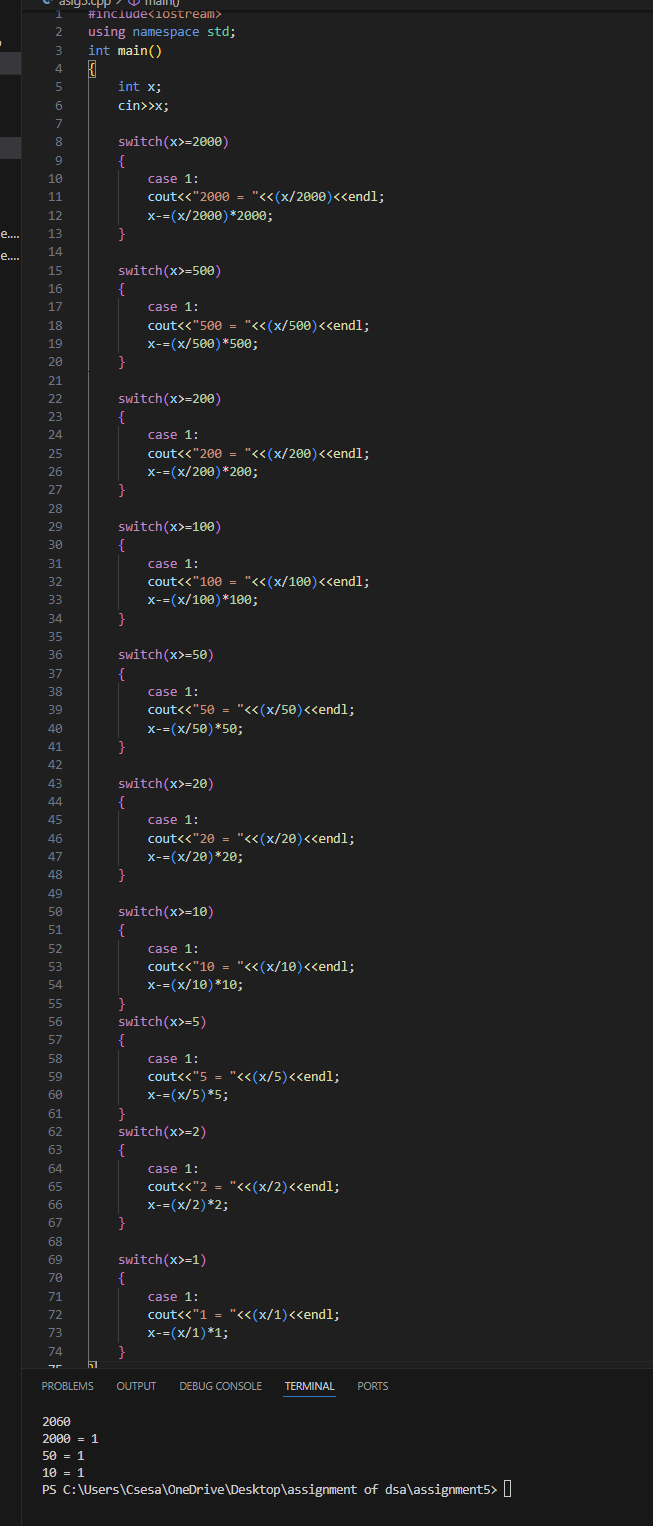 asig5.cpp > main()
1 #include<iostream>
2 using namespace std;
3 int main()
4 {
5 int x;
6 cin>>x;
7
8 switch(x>=2000)
9 {
10 case 1:
11 cout<<"2000 = "<<(x/2000)<<endl;
12 x-=(x/2000)*2000;
13 }
14
15 switch(x>=500)
16 {
17 case 1:
18 cout<<"500 = "<<(x/500)<<endl;
19 x-=(x/500)*500;
20 }
21
22 switch(x>=200)
23 {
24 case 1:
25 cout<<"200 = "<<(x/200)<<endl;
26 x-=(x/200)*200;
27 }
28
29 switch(x>=100)
30 {
31 case 1:
32 cout<<"100 = "<<(x/100)<<endl;
33 x-=(x/100)*100;
34 }
35
36 switch(x>=50)
37 {
38 case 1:
39 cout<<"50 = "<<(x/50)<<endl;
40 x-=(x/50)*50;
41 }
42
43 switch(x>=20)
44 {
45 case 1:
46 cout<<"20 = "<<(x/20)<<endl;
47 x-=(x/20)*20;
48 }
49
50 switch(x>=10)
51 {
52 case 1:
53 cout<<"10 = "<<(x/10)<<endl;
54 x-=(x/10)*10;
55 }
56 switch(x>=5)
57 {
58 case 1:
59 cout<<"5 = "<<(x/5)<<endl;
60 x-=(x/5)*5;
61 }
62 switch(x>=2)
63 {
64 case 1:
65 cout<<"2 = "<<(x/2)<<endl;
66 x-=(x/2)*2;
67 }
68
69 switch(x>=1)
70 {
71 case 1:
72 cout<<"1 = "<<(x/1)<<endl;
73 x-=(x/1)*1;
74 }
75 }
e....
e....
PROBLEMS OUTPUT DEBUG CONSOLE TERMINAL PORTS
2060
2000 = 1
50 = 1
10 = 1
PS C:\Users\Csesa\OneDrive\Desktop\assignment of dsa\assignment5>